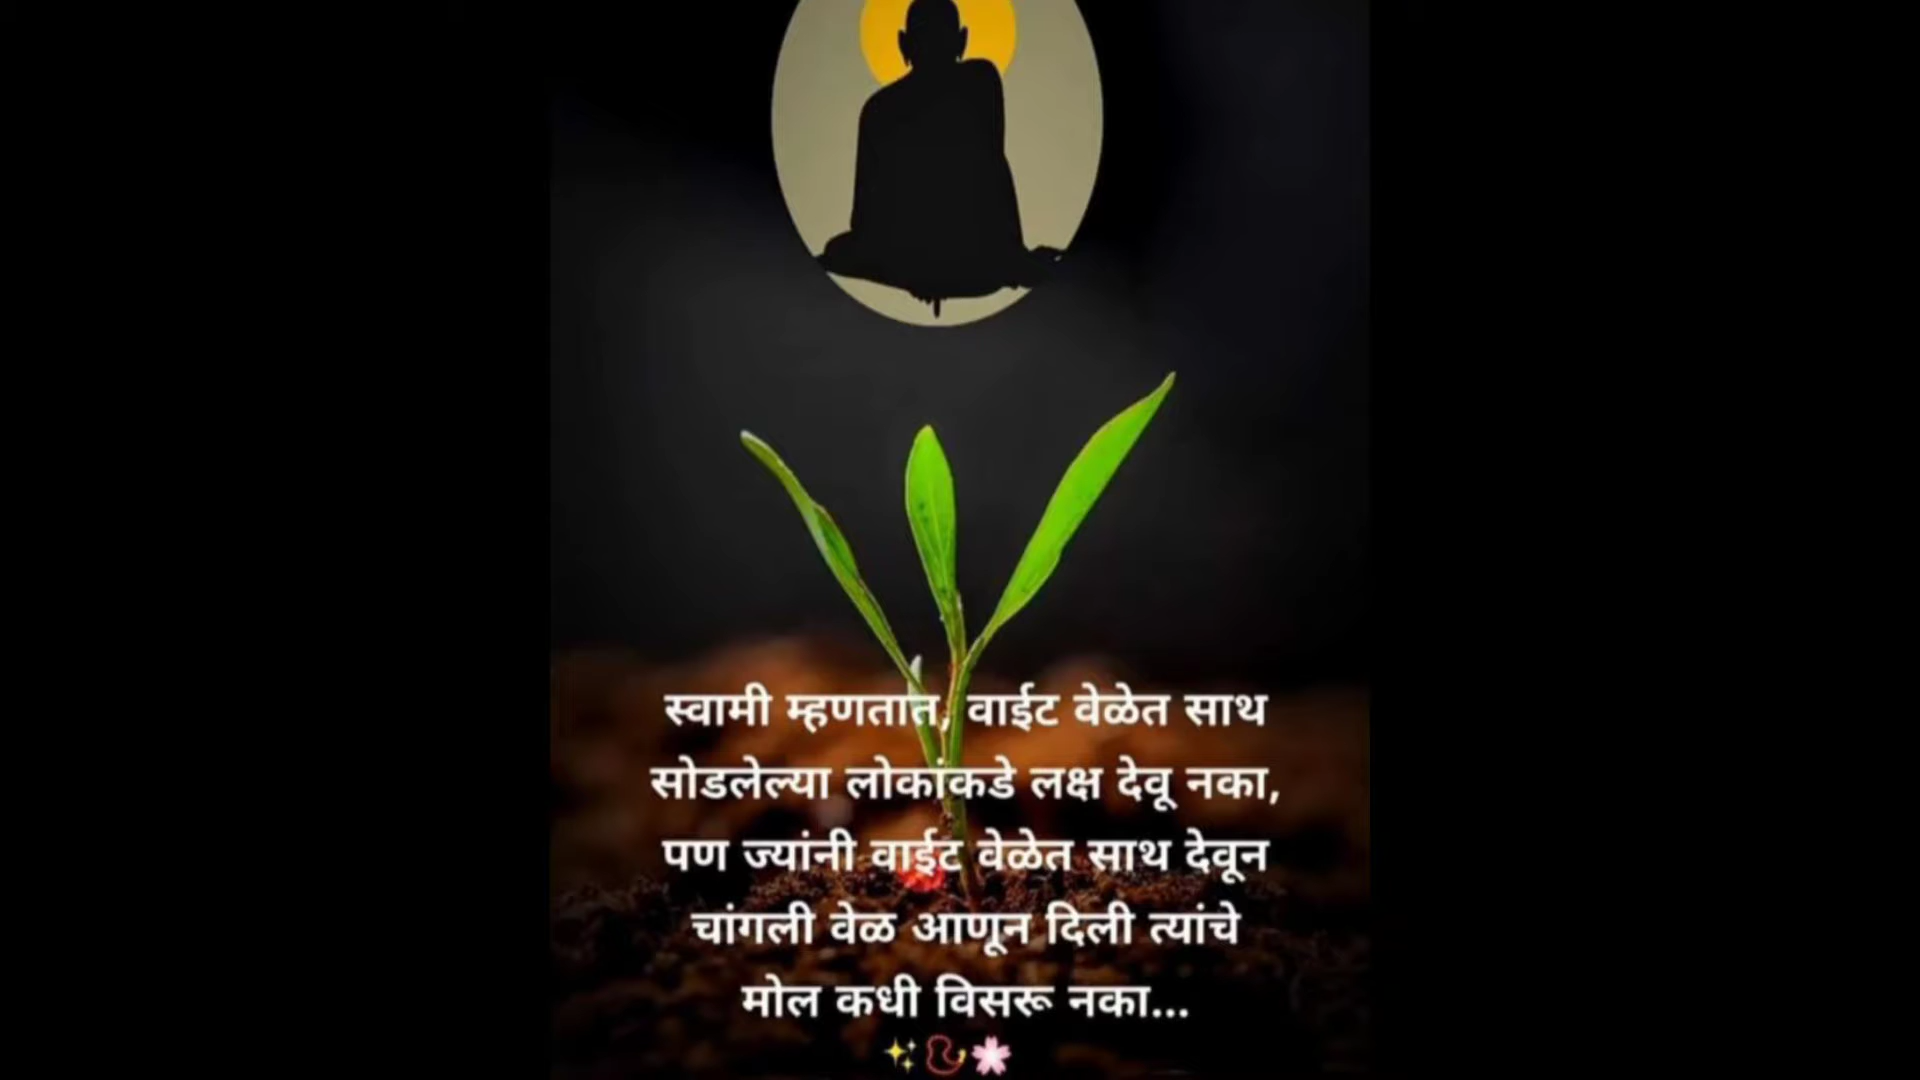 स्वामी म्हणतात, वाईट वेळेत साथ
सोडलेल्या लोकांकडे लक्ष देवू नका,
पण ज्यांनी वाईट वेळेत साथ देवून
चांगली वेळ आणून दिली त्यांचे
मोल कधी विसरू नका...
✨📿🌸